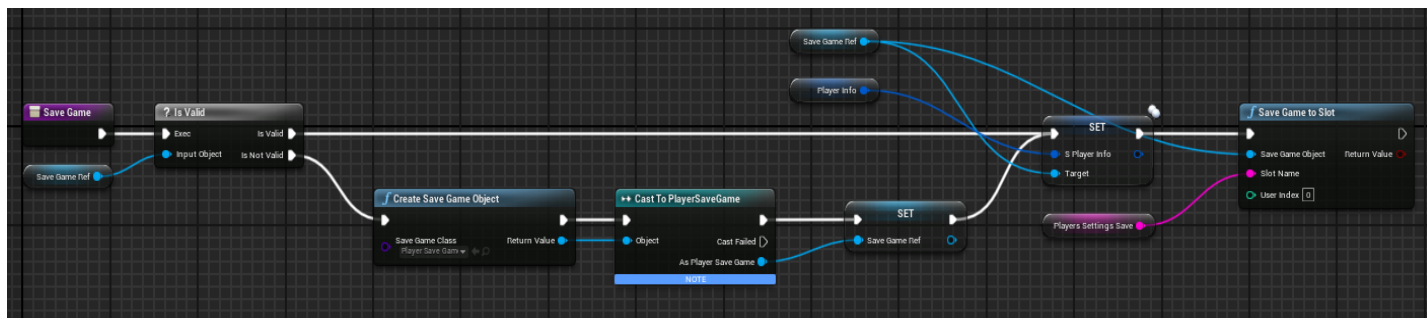 Save Game Ref
Player Info
Save Game
? Is Valid
Exec
Is Valid
Input Object
Is Not Valid
Save Game Ref
SET
S Player Info
Target
f Save Game to Slot
Save Game Object
Return Value
Slot Name
User Index 0
f Create Save Game Object
Save Game Class
Player Save Gam
Return Value
Cast To PlayerSaveGame
Object
Cast Failed
As Player Save Game
NOTE
SET
Save Game Ref
Players Settings Save